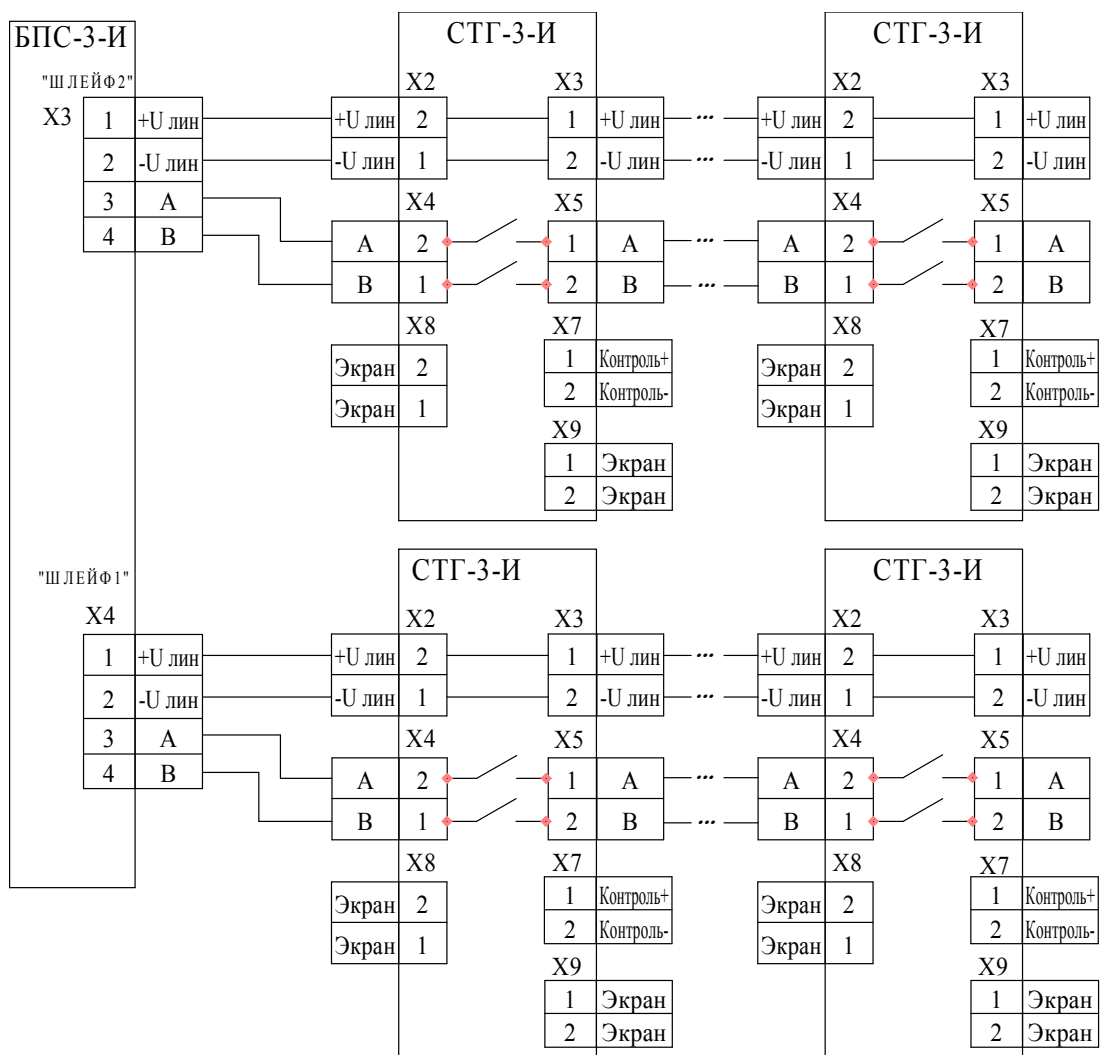 БПС-3-И СТГ-3-И СТГ-3-И
"ШЛЕЙФ2" X2 X3 X2 X3
X3 1 +U лин +U лин 2 1 +U лин ... +U лин 2 1 +U лин
2 -U лин -U лин 1 2 -U лин ... -U лин 1 2 -U лин
3 A X4 X5 X4 X5
4 B A 2 1 A ... A 2 1 A
B 1 2 B ... B 1 2 B
X8 X7 X8 X7
Экран 2 1 Контроль+ Экран 2 1 Контроль+
Экран 1 2 Контроль- Экран 1 2 Контроль-
X9 X9
1 Экран 1 Экран
2 Экран 2 Экран
"ШЛЕЙФ1" СТГ-3-И СТГ-3-И
X4 X2 X3 X2 X3
1 +U лин +U лин 2 1 +U лин ... +U лин 2 1 +U лин
2 -U лин -U лин 1 2 -U лин ... -U лин 1 2 -U лин
3 A X4 X5 X4 X5
4 B A 2 1 A ... A 2 1 A
B 1 2 B ... B 1 2 B
X8 X7 X8 X7
Экран 2 1 Контроль+ Экран 2 1 Контроль+
Экран 1 2 Контроль- Экран 1 2 Контроль-
X9 X9
1 Экран 1 Экран
2 Экран 2 Экран